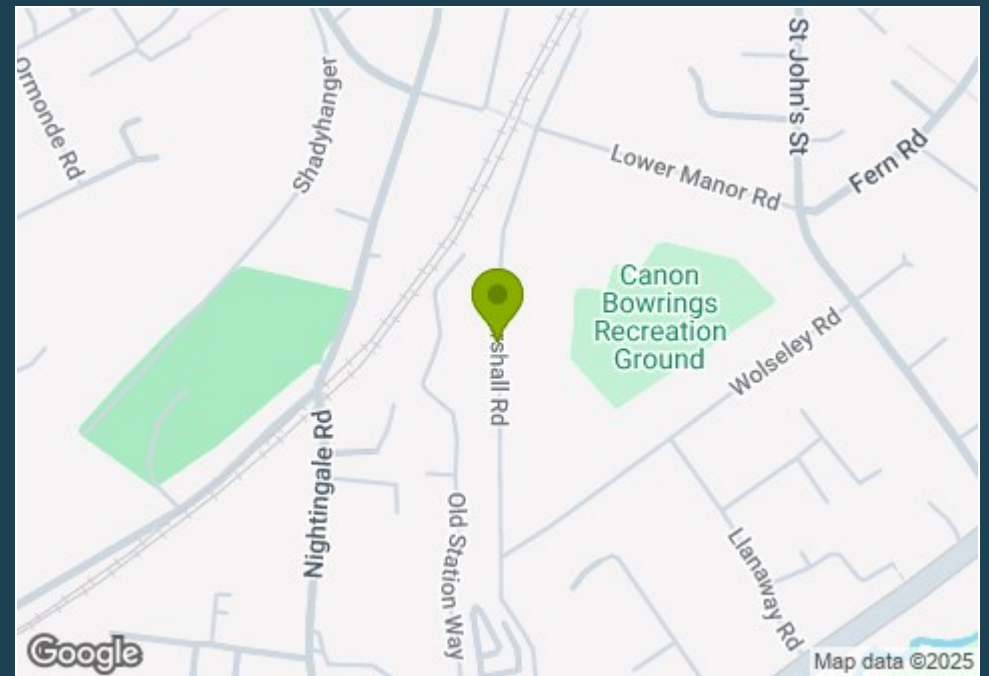 Ormonde Rd
Shadyhanger
St John's St
Fern Rd
Lower Manor Rd
Canon
Bowrings
Recreation
Ground
shall Rd
Wolseley Rd
Nightingale Rd
Old Station Way
Llanaway Rd
Google
Map data ©2025